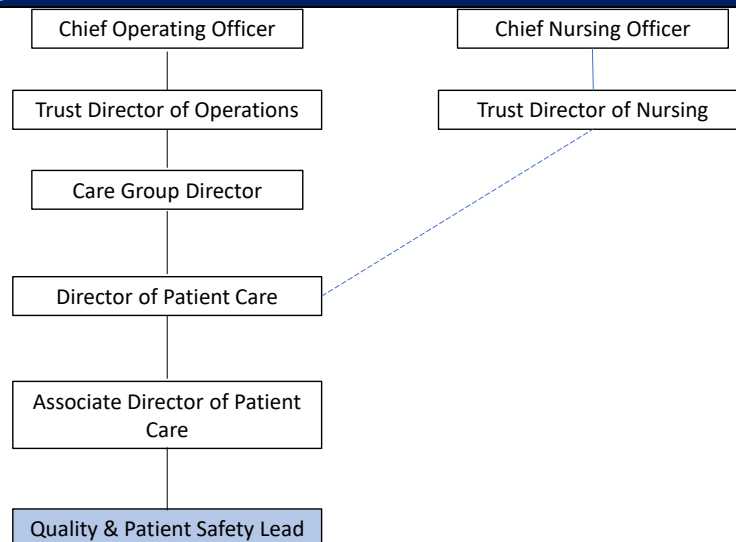 Chief Operating Officer
Chief Nursing Officer
Trust Director of Operations
Trust Director of Nursing
Care Group Director
Director of Patient Care
Associate Director of Patient
Care
Quality & Patient Safety Lead